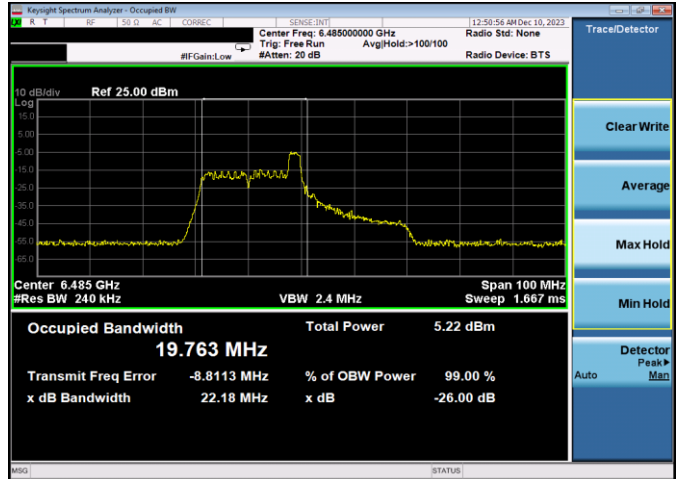 Keysight Spectrum Analyzer - Occupied BW
R T RF 50 Ω AC CORREC SENSE:INT 12:50:56 AM Dec 10, 2023
Center Freq: 6.485000000 GHz Radio Std: None
Trig: Free Run Avg|Hold:>100/100
#IFGain:Low #Atten: 20 dB Radio Device: BTS
10 dB/div Ref 25.00 dBm
Log
15.0
5.00
-5.00
-15.0
-25.0
-35.0
-45.0
-55.0
-65.0
Center 6.485 GHz Span 100 MHz
#Res BW 240 kHz VBW 2.4 MHz Sweep 1.667 ms
Occupied Bandwidth Total Power 5.22 dBm
19.763 MHz
Transmit Freq Error -8.8113 MHz % of OBW Power 99.00 %
x dB Bandwidth 22.18 MHz x dB -26.00 dB
MSG STATUS
Trace/Detector
Clear Write
Average
Max Hold
Min Hold
Detector
Peak▶
Auto Man